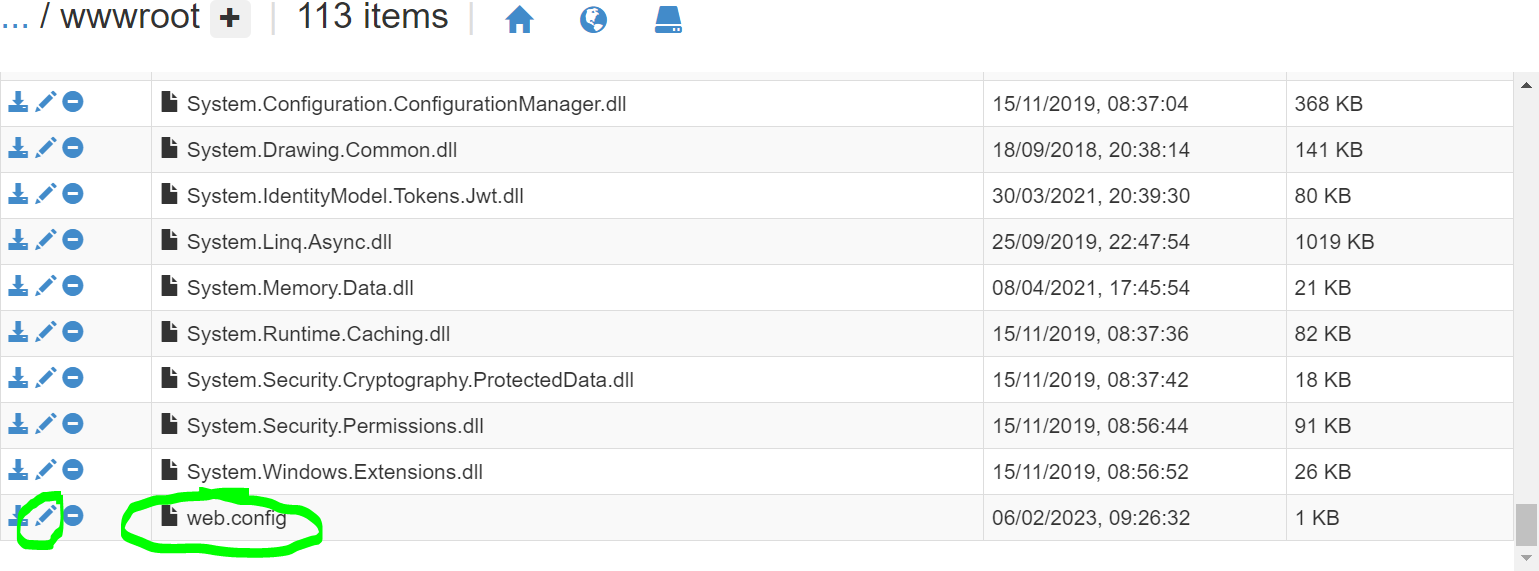 ... / wwwroot + | 113 items |
System.Configuration.ConfigurationManager.dll 15/11/2019, 08:37:04 368 KB
System.Drawing.Common.dll 18/09/2018, 20:38:14 141 KB
System.IdentityModel.Tokens.Jwt.dll 30/03/2021, 20:39:30 80 KB
System.Linq.Async.dll 25/09/2019, 22:47:54 1019 KB
System.Memory.Data.dll 08/04/2021, 17:45:54 21 KB
System.Runtime.Caching.dll 15/11/2019, 08:37:36 82 KB
System.Security.Cryptography.ProtectedData.dll 15/11/2019, 08:37:42 18 KB
System.Security.Permissions.dll 15/11/2019, 08:56:44 91 KB
System.Windows.Extensions.dll 15/11/2019, 08:56:52 26 KB
web.config 06/02/2023, 09:26:32 1 KB